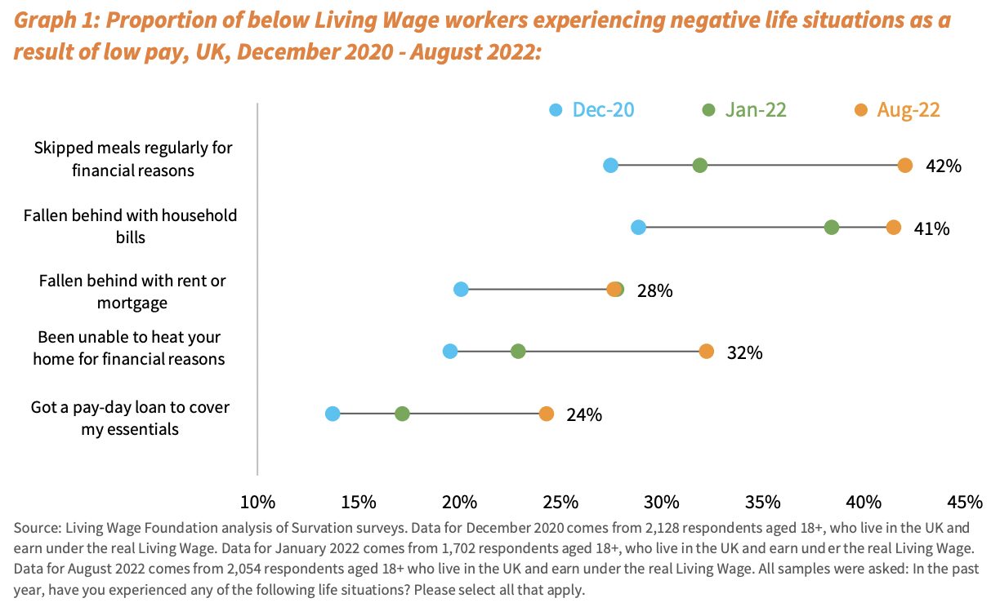 Graph 1: Proportion of below Living Wage workers experiencing negative life situations as a
result of low pay, UK, December 2020 - August 2022:
Dec-20
Jan-22
Aug-22
Skipped meals regularly for
financial reasons
42%
Fallen behind with household
bills
41%
Fallen behind with rent or
mortgage
28%
Been unable to heat your
home for financial reasons
32%
Got a pay-day loan to cover
my essentials
24%
10%
15%
20%
25%
30%
35%
40%
45%
Source: Living Wage Foundation analysis of Survation surveys. Data for December 2020 comes from 2,128 respondents aged 18+, who live in the UK and
earn under the real Living Wage. Data for January 2022 comes from 1,702 respondents aged 18+, who live in the UK and earn under the real Living Wage.
Data for August 2022 comes from 2,054 respondents aged 18+ who live in the UK and earn under the real Living Wage. All samples were asked: In the past
year, have you experienced any of the following life situations? Please select all that apply.